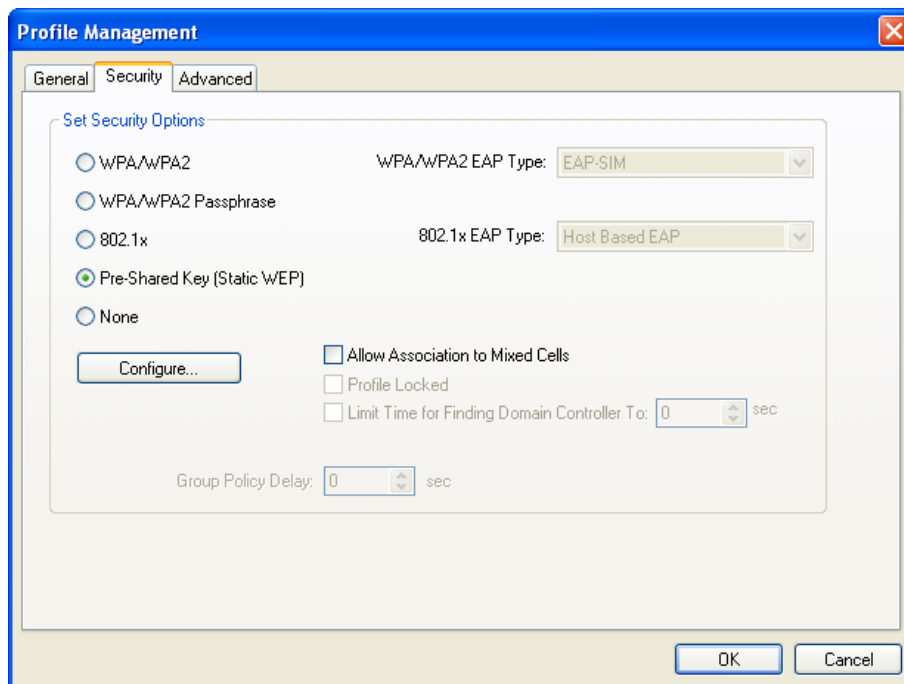 Profile Management
General Security Advanced
Set Security Options
WPA/WPA2 WPA/WPA2 EAP Type: EAP-SIM
WPA/WPA2 Passphrase
802.1x 802.1x EAP Type: Host Based EAP
Pre-Shared Key (Static WEP)
None
Configure... Allow Association to Mixed Cells
Profile Locked
Limit Time for Finding Domain Controller To: 0 sec
Group Policy Delay: 0 sec
OK Cancel